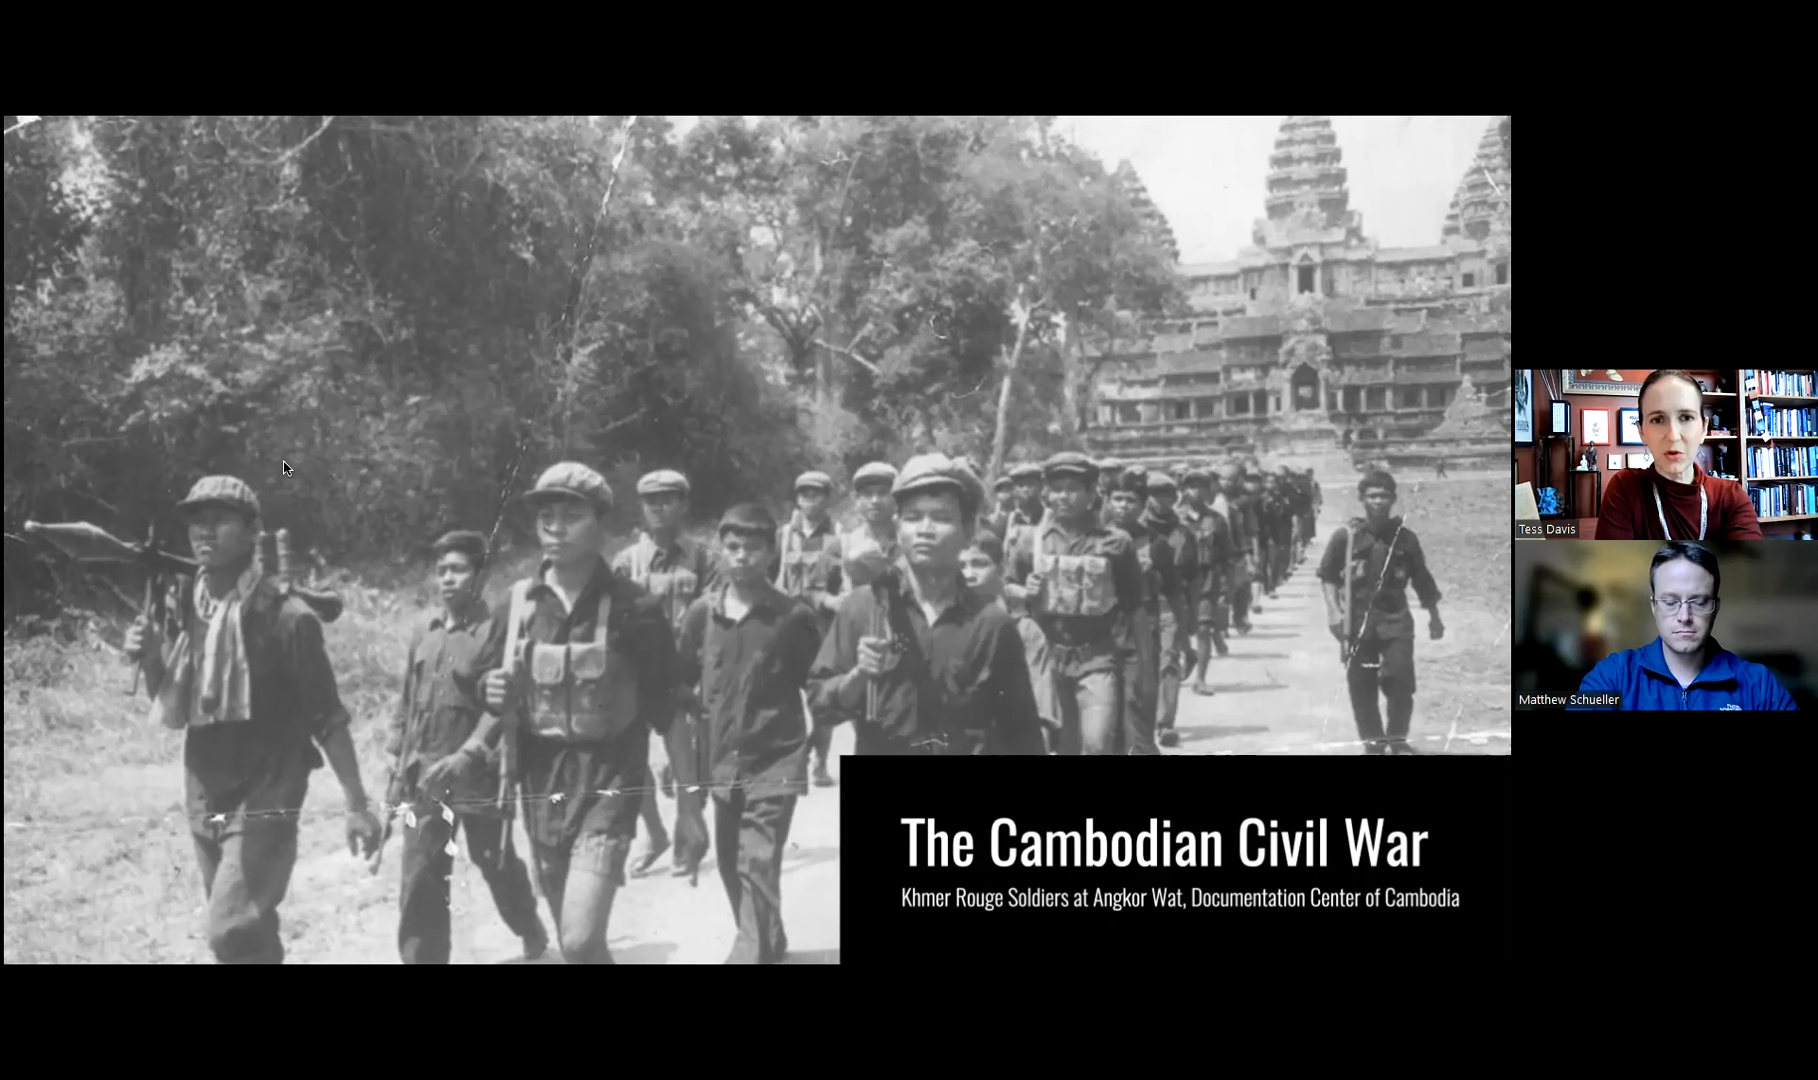 Tess Davis
Matthew Schueller
The Cambodian Civil War
Khmer Rouge Soldiers at Angkor Wat, Documentation Center of Cambodia